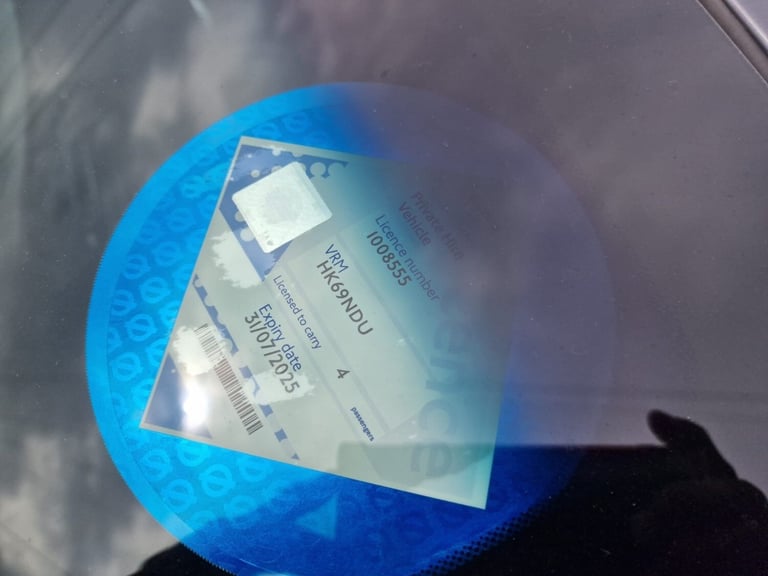 Private Hire
Vehicle
Licence number
1008555
VRM
HK69NDU
Licensed to carry
4
passengers
Expiry date
31/07/2025